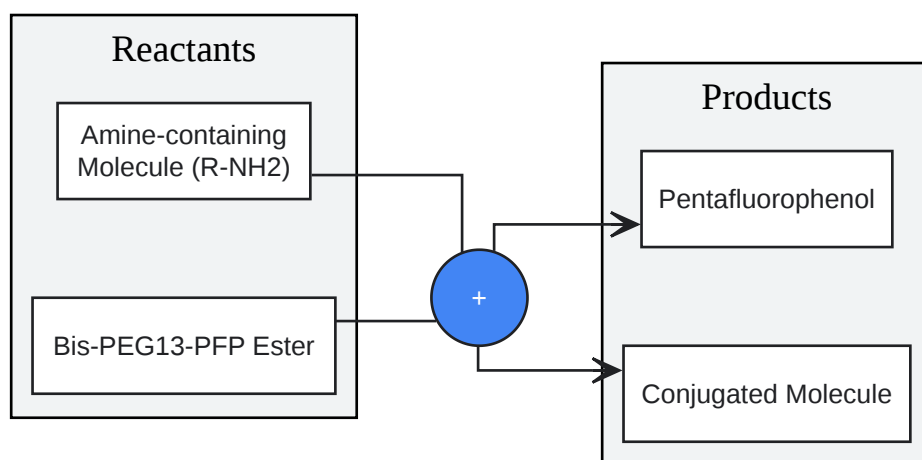 Reactants
Amine-containing
Molecule (R-NH2)
Bis-PEG13-PFP Ester
+
Products
Pentafluorophenol
Conjugated Molecule